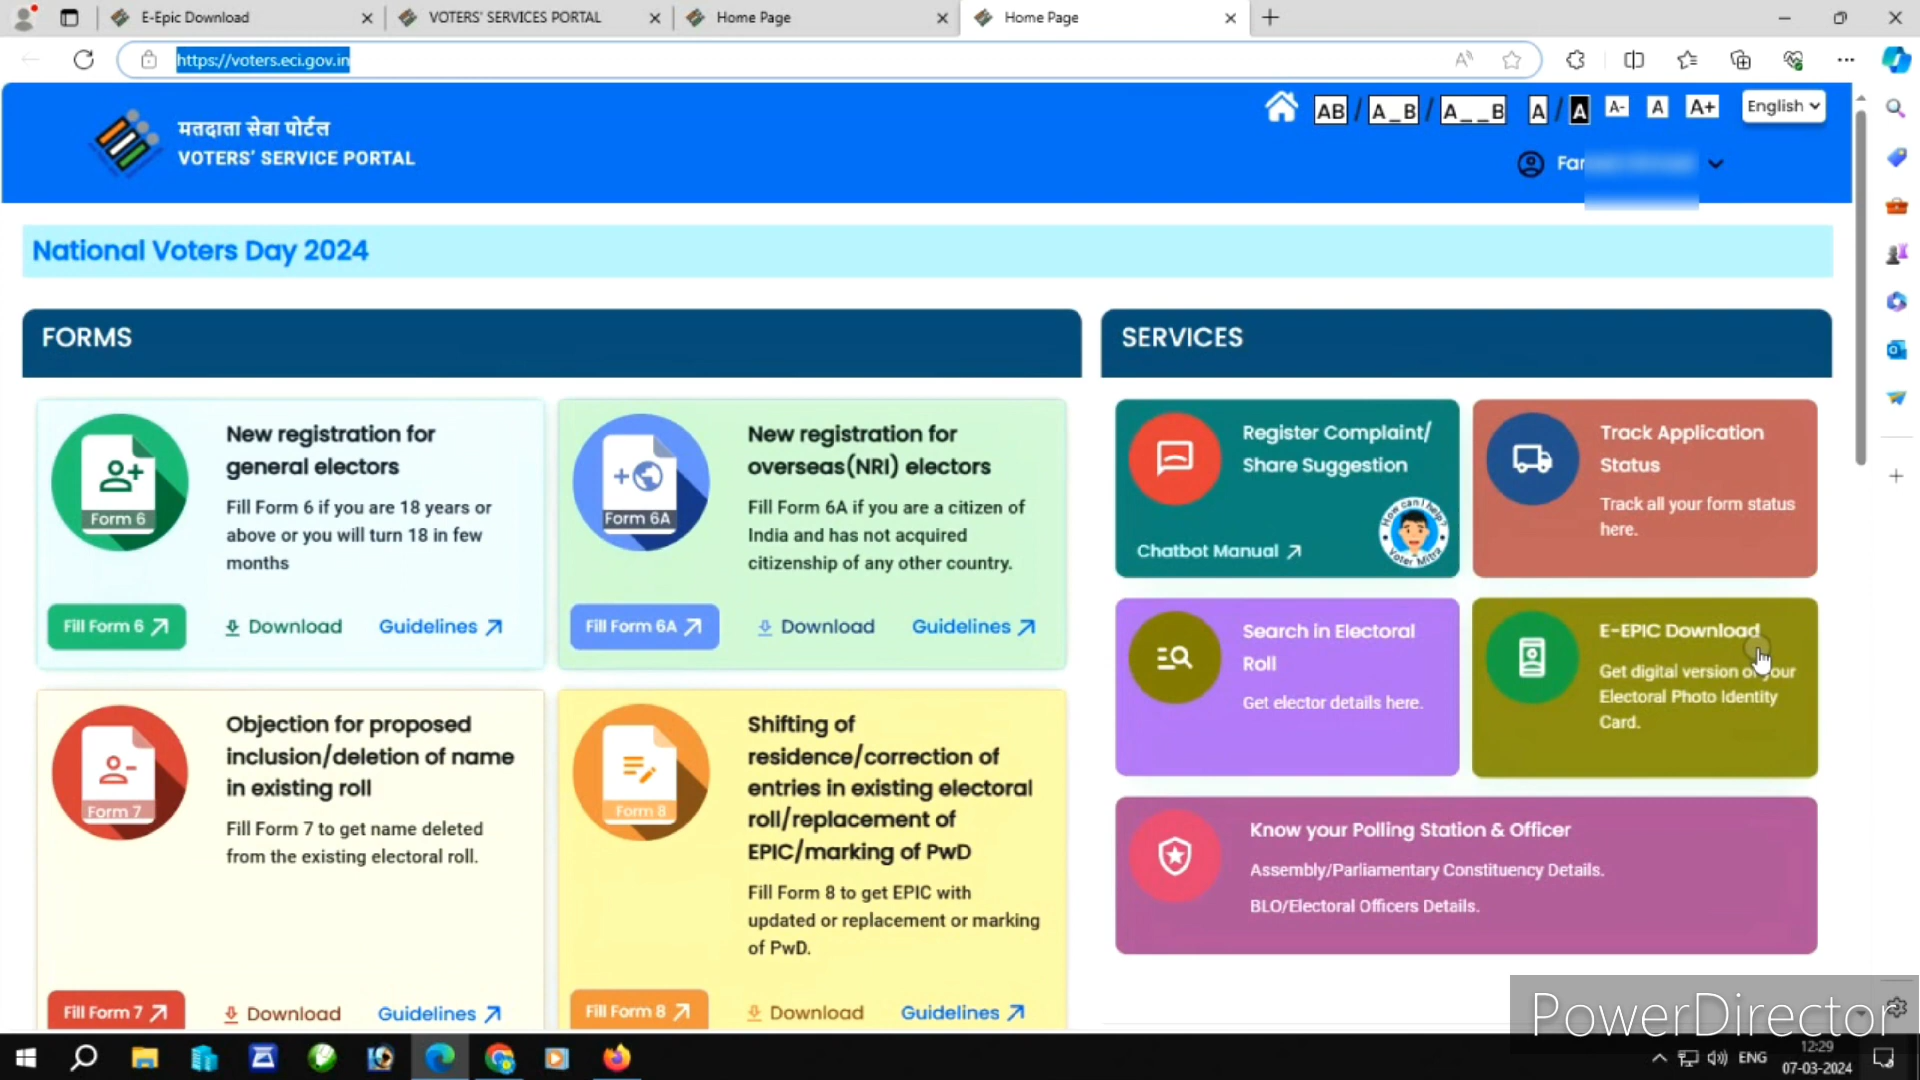 E-Epic Download
VOTERS' SERVICES PORTAL
Home Page
Home Page
https://voters.eci.gov.in
मतदाता सेवा पोर्टल
VOTERS' SERVICE PORTAL
AB / A_B / A__B A / A A- A A+ English
National Voters Day 2024
FORMS
New registration for
general electors
Fill Form 6 if you are 18 years or
above or you will turn 18 in few
months
Form 6
Fill Form 6 Download Guidelines
New registration for
overseas(NRI) electors
Fill Form 6A if you are a citizen of
India and has not acquired
citizenship of any other country.
Form 6A
Fill Form 6A Download Guidelines
Objection for proposed
inclusion/deletion of name
in existing roll
Fill Form 7 to get name deleted
from the existing electoral roll.
Form 7
Fill Form 7 Download Guidelines
Shifting of
residence/correction of
entries in existing electoral
roll/replacement of
EPIC/marking of PwD
Fill Form 8 to get EPIC with
updated or replacement or marking
of PwD.
Form 8
Fill Form 8 Download Guidelines
SERVICES
Register Complaint/
Share Suggestion
Chatbot Manual
How can I help?
Voter Mitra
Track Application
Status
Track all your form status
here.
Search in Electoral
Roll
Get elector details here.
E-EPIC Download
Get digital version of your
Electoral Photo Identity
Card.
Know your Polling Station & Officer
Assembly/Parliamentary Constituency Details.
BLO/Electoral Officers Details.
PowerDirector
ENG
12:29
07-03-2024